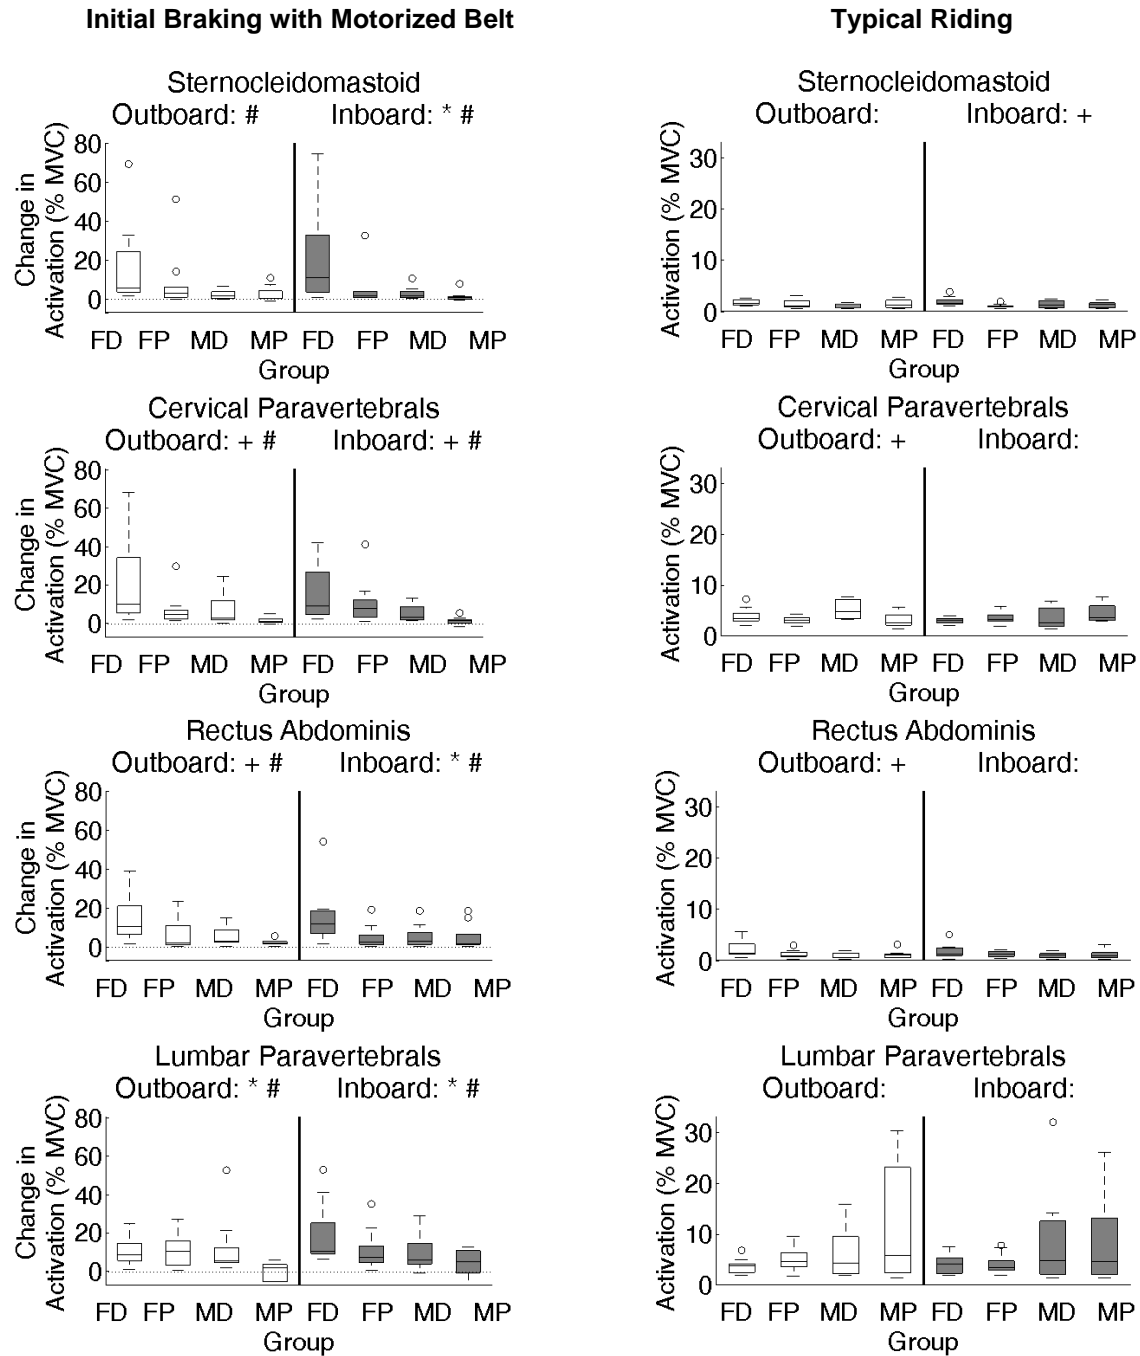 Initial Braking with Motorized Belt
Typical Riding
Sternocleidomastoid
Outboard: #
Inboard: * #
Change in
Activation (% MVC)
80
60
40
20
0
FD FP MD MP FD FP MD MP
Group
Sternocleidomastoid
Outboard:
Inboard: +
Activation (% MVC)
30
20
10
0
FD FP MD MP FD FP MD MP
Group
Cervical Paravertebrals
Outboard: + #
Inboard: + #
Change in
Activation (% MVC)
80
60
40
20
0
FD FP MD MP FD FP MD MP
Group
Cervical Paravertebrals
Outboard: +
Inboard:
Activation (% MVC)
30
20
10
0
FD FP MD MP FD FP MD MP
Group
Rectus Abdominis
Outboard: + #
Inboard: * #
Change in
Activation (% MVC)
80
60
40
20
0
FD FP MD MP FD FP MD MP
Group
Rectus Abdominis
Outboard: +
Inboard:
Activation (% MVC)
30
20
10
0
FD FP MD MP FD FP MD MP
Group
Lumbar Paravertebrals
Outboard: * #
Inboard: * #
Change in
Activation (% MVC)
80
60
40
20
0
FD FP MD MP FD FP MD MP
Group
Lumbar Paravertebrals
Outboard:
Inboard:
Activation (% MVC)
30
20
10
0
FD FP MD MP FD FP MD MP
Group